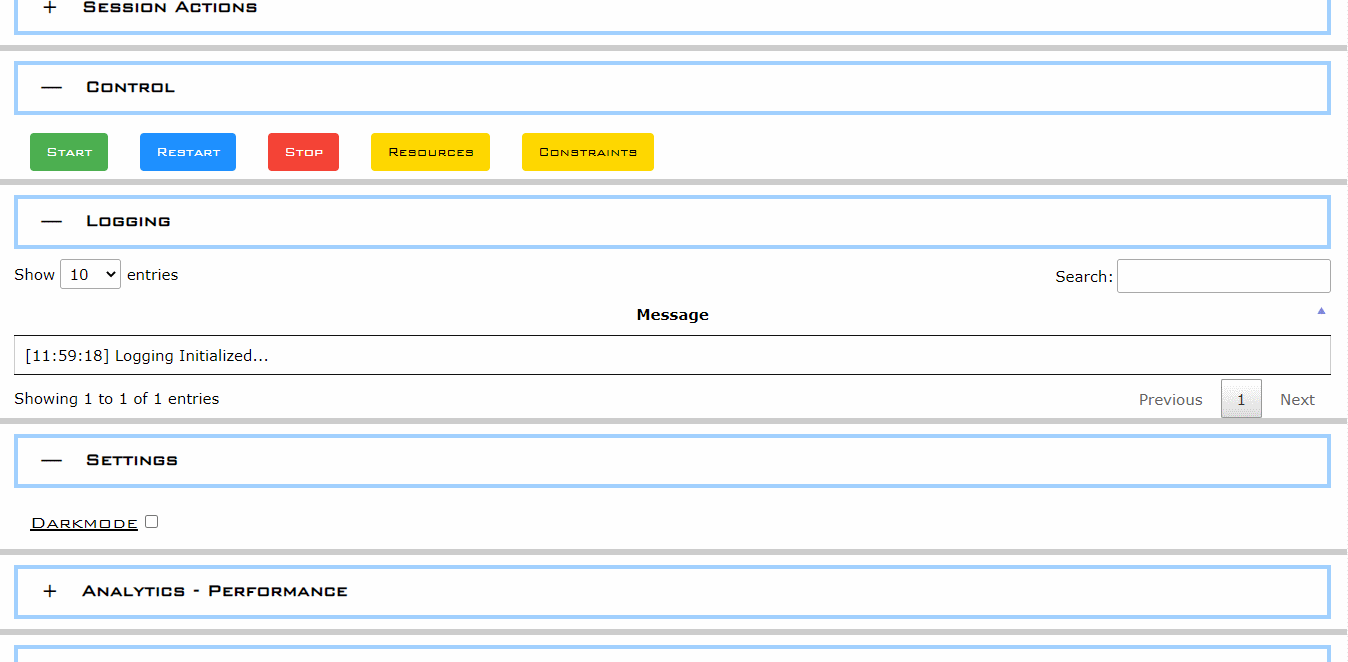 + Session Actions
— Control
Start Restart Stop Resources Constraints
— Logging
Show 10 entries Search:
Message
[11:59:18] Logging Initialized...
Showing 1 to 1 of 1 entries Previous 1 Next
— Settings
Darkmode
+ Analytics - Performance